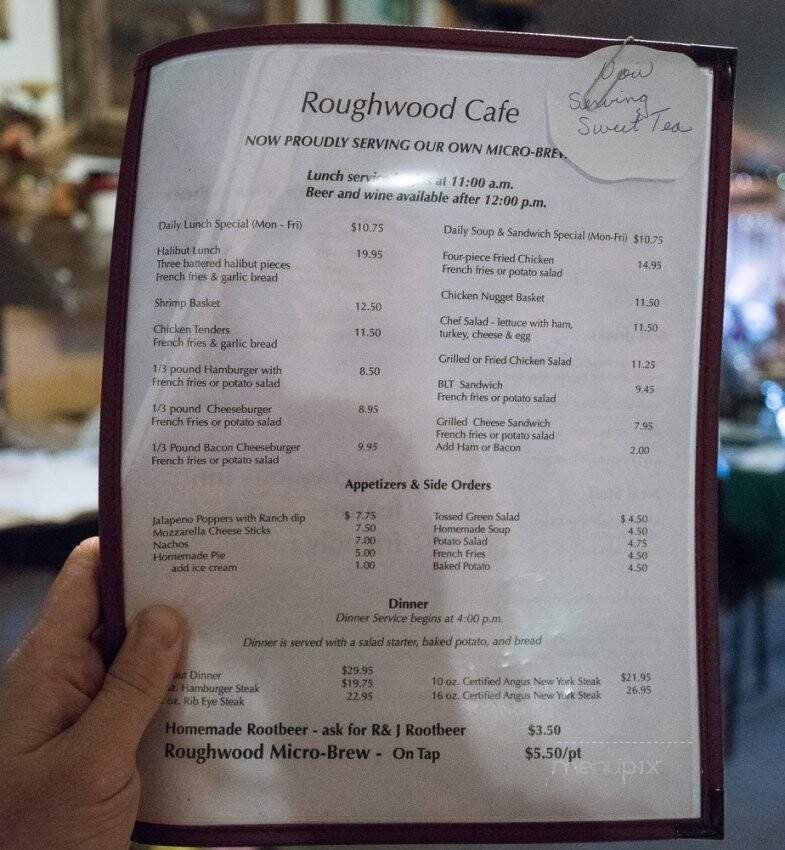 Now
Serving
Sweet Tea
Roughwood Cafe
NOW PROUDLY SERVING OUR OWN MICRO-BREW
Lunch service at 11:00 a.m.
Beer and wine available after 12:00 p.m.
Daily Lunch Special (Mon - Fri) $10.75
Halibut Lunch 19.95
Three battered halibut pieces
French fries & garlic bread
Shrimp Basket 12.50
Chicken Tenders 11.50
French fries & garlic bread
1/3 pound Hamburger with 8.50
French fries or potato salad
1/3 pound Cheeseburger 8.95
French Fries or potato salad
1/3 Pound Bacon Cheeseburger 9.95
French fries or potato salad
Daily Soup & Sandwich Special (Mon-Fri) $10.75
Four-piece Fried Chicken 14.95
French fries or potato salad
Chicken Nugget Basket 11.50
Chef Salad - lettuce with ham, 11.50
turkey, cheese & egg
Grilled or Fried Chicken Salad 11.25
BLT Sandwich 9.45
French fries or potato salad
Grilled Cheese Sandwich 7.95
French fries or potato salad
Add Ham or Bacon 2.00
Appetizers & Side Orders
Jalapeno Poppers with Ranch dip $ 7.75
Mozzarella Cheese Sticks 7.50
Nachos 7.00
Homemade Pie 5.00
add ice cream 1.00
Tossed Green Salad $ 4.50
Homemade Soup 4.50
Potato Salad 4.75
French Fries 4.50
Baked Potato 4.50
Dinner
Dinner Service begins at 4:00 p.m.
Dinner is served with a salad starter, baked potato, and bread
Dinner $29.95
Hamburger Steak $19.75
oz. Rib Eye Steak 22.95
10 oz. Certified Angus New York Steak $21.95
16 oz. Certified Angus New York Steak 26.95
Homemade Rootbeer - ask for R& J Rootbeer $3.50
Roughwood Micro-Brew - On Tap $5.50/pt
menupix